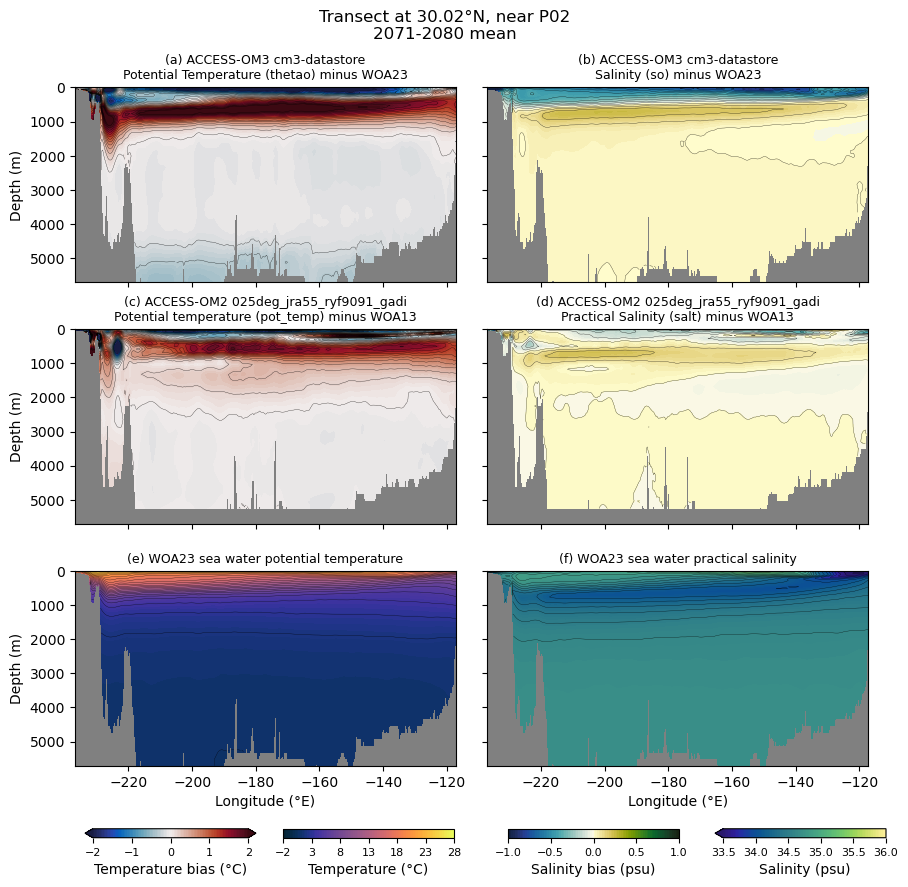 Transect at 30.02°N, near P02
2071-2080 mean
(a) ACCESS-OM3 cm3-datastore
Potential Temperature (thetao) minus WOA23
(b) ACCESS-OM3 cm3-datastore
Salinity (so) minus WOA23
0
1000
2000
3000
4000
5000
Depth (m)
(c) ACCESS-OM2 025deg_jra55_ryf9091_gadi
Potential temperature (pot_temp) minus WOA13
(d) ACCESS-OM2 025deg_jra55_ryf9091_gadi
Practical Salinity (salt) minus WOA13
0
1000
2000
3000
4000
5000
Depth (m)
(e) WOA23 sea water potential temperature
(f) WOA23 sea water practical salinity
0
1000
2000
3000
4000
5000
Depth (m)
−220 −200 −180 −160 −140 −120
Longitude (°E)
−220 −200 −180 −160 −140 −120
Longitude (°E)
−2 −1 0 1 2
Temperature bias (°C)
−2 3 8 13 18 23 28
Temperature (°C)
−1.0 −0.5 0.0 0.5 1.0
Salinity bias (psu)
33.5 34.0 34.5 35.0 35.5 36.0
Salinity (psu)